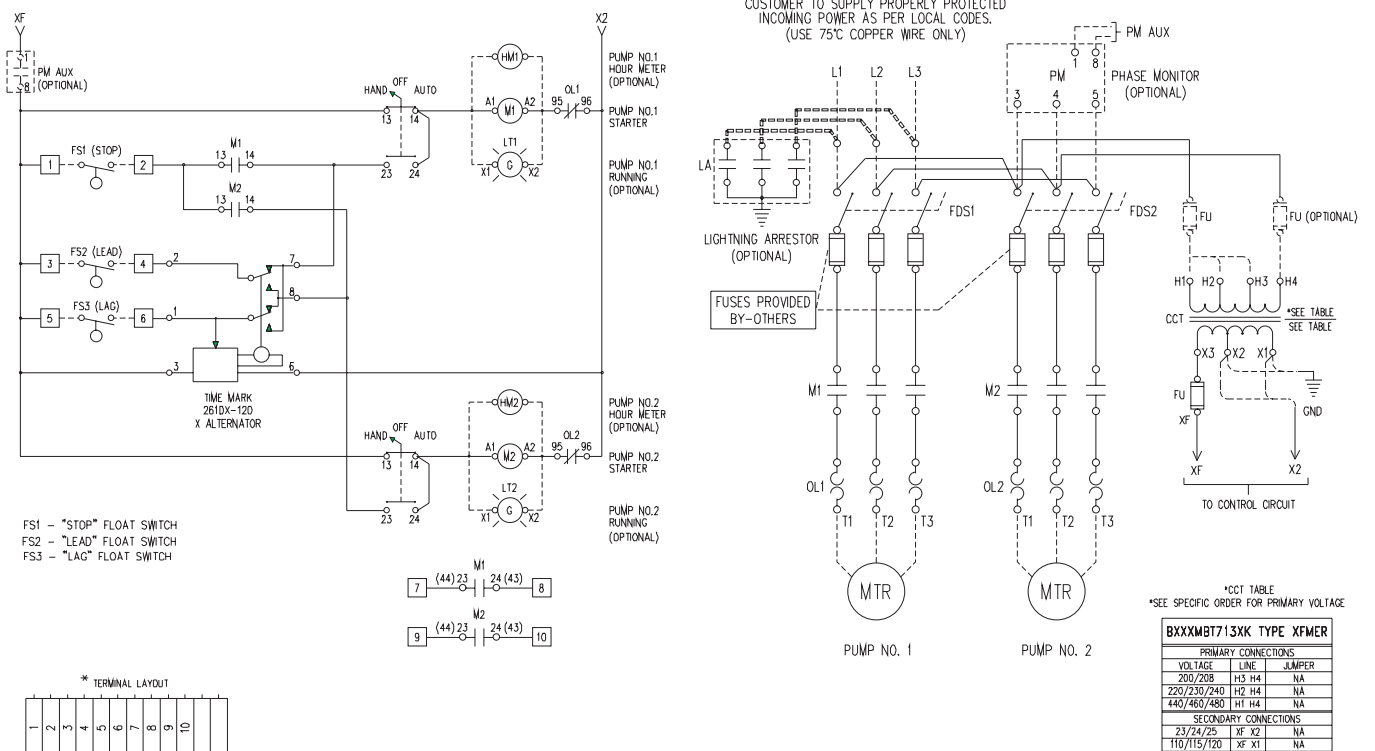 CUSTOMER TO SUPPLY PROPERLY PROTECTED
INCOMING POWER AS PER LOCAL CODES.
(USE 75°C COPPER WIRE ONLY)
XF
X2
1
8
PM AUX
(OPTIONAL)
HM1
PUMP NO.1
HOUR METER
(OPTIONAL)
HAND OFF AUTO
13 14
A1 M1 A2
OL1
95 96
PUMP NO.1
STARTER
1 FS1 (STOP) 2
M1
13 14
23 24
LT1
X1 G X2
PUMP NO.1
RUNNING
(OPTIONAL)
M2
13 14
3 FS2 (LEAD) 4 2
7
8
5 FS3 (LAG) 6 1
3
6
TIME MARK
261DX-120
X ALTERNATOR
HM2
PUMP NO.2
HOUR METER
(OPTIONAL)
HAND OFF AUTO
13 14
A1 M2 A2
OL2
95 96
PUMP NO.2
STARTER
23 24
LT2
X1 G X2
PUMP NO.2
RUNNING
(OPTIONAL)
FS1 - "STOP" FLOAT SWITCH
FS2 - "LEAD" FLOAT SWITCH
FS3 - "LAG" FLOAT SWITCH
M1
7 (44) 23 24 (43) 8
M2
9 (44) 23 24 (43) 10
* TERMINAL LAYOUT
1 2 3 4 5 6 7 8 9 10
PM AUX
1 8
PM
PHASE MONITOR
(OPTIONAL)
3 4 5
L1 L2 L3
LA
LIGHTNING ARRESTOR
(OPTIONAL)
FDS1
FDS2
FUSES PROVIDED
BY-OTHERS
FU
FU (OPTIONAL)
H1 H2 H3 H4
CCT
*SEE TABLE
SEE TABLE
X3 X2 X1
FU
XF
GND
XF
X2
TO CONTROL CIRCUIT
M1
M2
OL1
OL2
T1 T2 T3
T1 T2 T3
MTR
MTR
PUMP NO. 1
PUMP NO. 2
*CCT TABLE
*SEE SPECIFIC ORDER FOR PRIMARY VOLTAGE
BXXXMBT713XK TYPE XFMER
PRIMARY CONNECTIONS
VOLTAGE LINE JUMPER
200/208 H3 H4 NA
220/230/240 H2 H4 NA
440/460/480 H1 H4 NA
SECONDARY CONNECTIONS
23/24/25 XF X2 NA
110/115/120 XF X1 NA